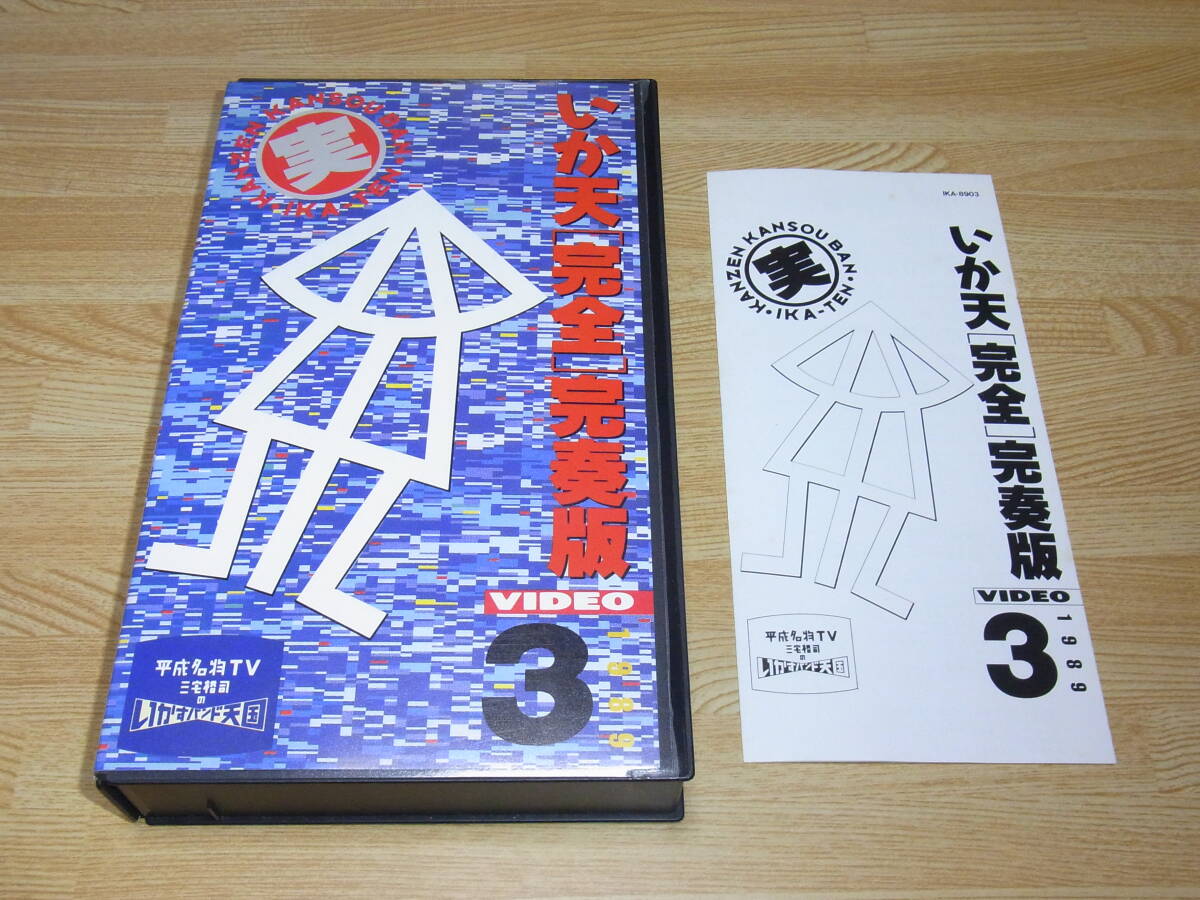 いか天[完全]完奏版
KANZEN KANSOU BAN
・IKA-TEN・
実
VIDEO
3
1989
平成名物TV
三宅裕司
の
いかすバンド天国
IKA-8903
いか天[完全]完奏版
KANZEN KANSOU BAN
・IKA-TEN・
実
VIDEO
3
1989
平成名物TV
三宅裕司
の
いかすバンド天国